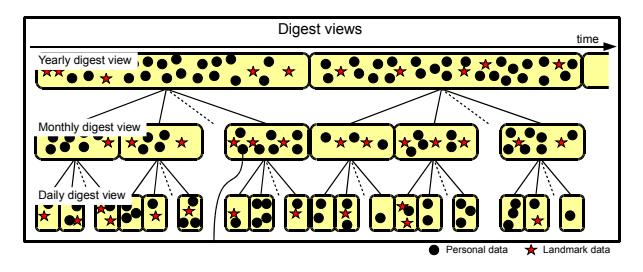 Digest views
time
Yearly digest view
Monthly digest view
Daily digest view
Personal data
Landmark data